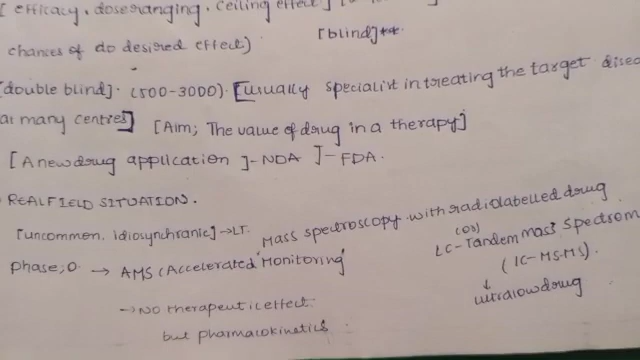 [efficacy, doseranging, ceiling effect] [
chances of do desired effect) [blind]**
[double blind]. (500-3000). [usually specialist in treating the target disea
at many centres] [Aim; The value of drug in a therapy]
[A new drug application]-NDA ]-FDA.
REALFIELD SITUATION.
[uncommon. Idiosynchranic] → LT.
Mass spectroscopy with radiolabelled drug
(OR)
LC-Tandem mass spectrom
(LC-MS-MS).
↓
ultralowdrug
phase; 0 → AMS (Accelerated 'Monitoring'
→ NO therapeutic effect.
but pharmacokinetics